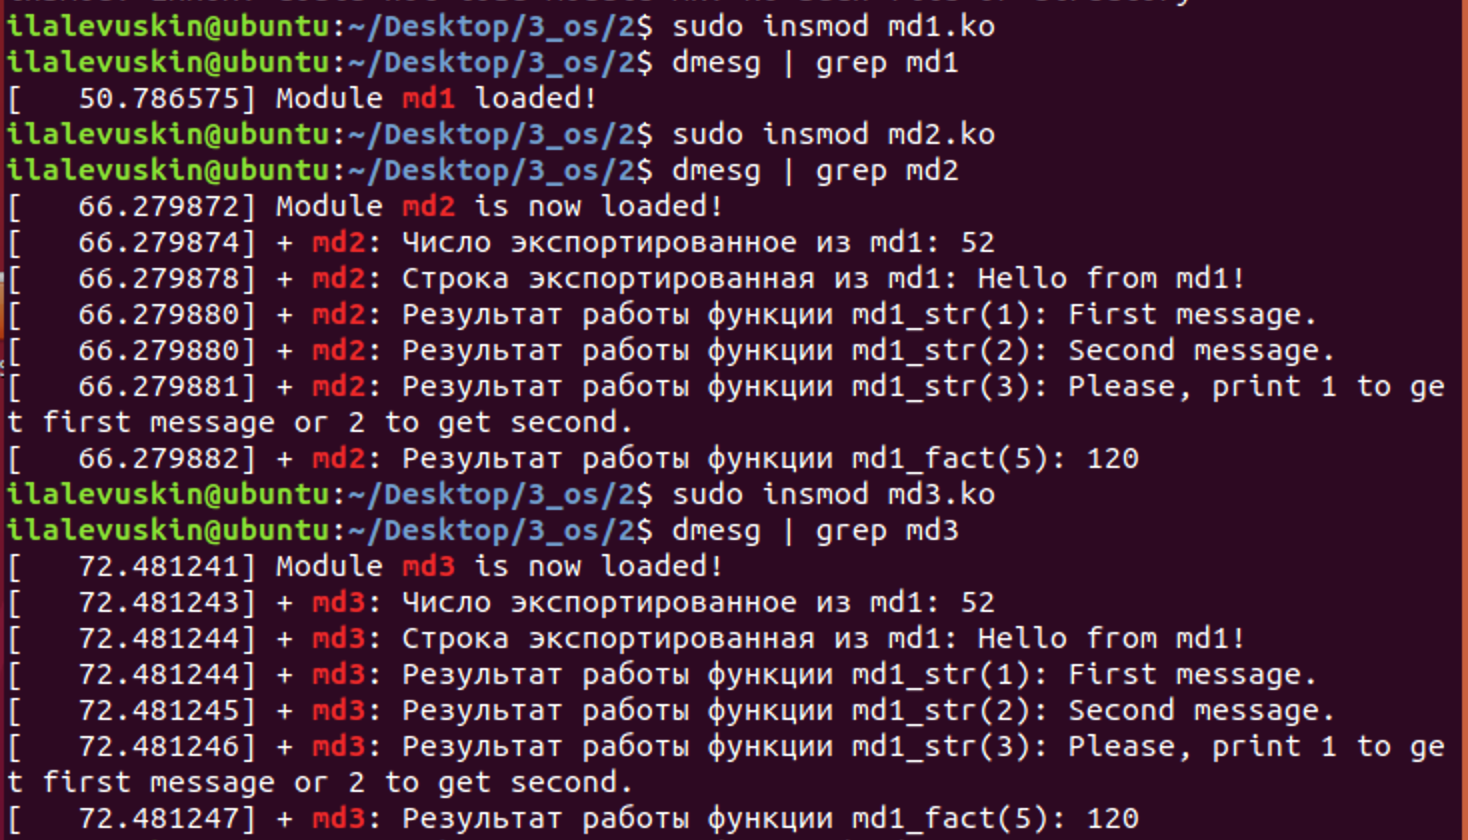 ilalevuskin@ubuntu:~/Desktop/3_os/2$ sudo insmod md1.ko
ilalevuskin@ubuntu:~/Desktop/3_os/2$ dmesg | grep md1
[   50.786575] Module md1 loaded!
ilalevuskin@ubuntu:~/Desktop/3_os/2$ sudo insmod md2.ko
ilalevuskin@ubuntu:~/Desktop/3_os/2$ dmesg | grep md2
[   66.279872] Module md2 is now loaded!
[   66.279874] + md2: Число экспортированное из md1: 52
[   66.279878] + md2: Строка экспортированная из md1: Hello from md1!
[   66.279880] + md2: Результат работы функции md1_str(1): First message.
[   66.279880] + md2: Результат работы функции md1_str(2): Second message.
[   66.279881] + md2: Результат работы функции md1_str(3): Please, print 1 to ge
t first message or 2 to get second.
[   66.279882] + md2: Результат работы функции md1_fact(5): 120
ilalevuskin@ubuntu:~/Desktop/3_os/2$ sudo insmod md3.ko
ilalevuskin@ubuntu:~/Desktop/3_os/2$ dmesg | grep md3
[   72.481241] Module md3 is now loaded!
[   72.481243] + md3: Число экспортированное из md1: 52
[   72.481244] + md3: Строка экспортированная из md1: Hello from md1!
[   72.481244] + md3: Результат работы функции md1_str(1): First message.
[   72.481245] + md3: Результат работы функции md1_str(2): Second message.
[   72.481246] + md3: Результат работы функции md1_str(3): Please, print 1 to ge
t first message or 2 to get second.
[   72.481247] + md3: Результат работы функции md1_fact(5): 120